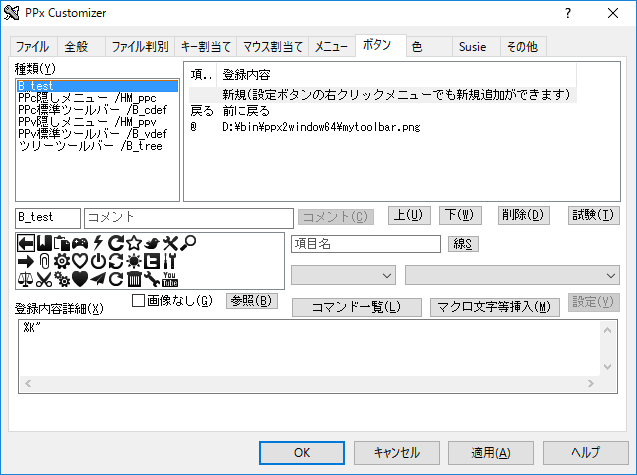 PPx Customizer
ファイル 全般 ファイル判別 キー割当て マウス割当て メニュー ボタン 色 Susie その他
種類(Y)
B_test
PPc隠しメニュー /HM_ppc
PPc標準ツールバー /B_cdef
PPv隠しメニュー /HM_ppv
PPv標準ツールバー /B_vdef
ツリーツールバー /B_tree
項.. 登録内容
新規(設定ボタンの右クリックメニューでも新規追加ができます)
戻る 前に戻る
@ D:¥bin¥ppx2window64¥mytoolbar.png
B_test コメント コメント(C) 上(U) 下(W) 削除(D) 試験(T)
You
Tube
項目名 線S
画像なし(G) 参照(B)
コマンド一覧(L) マクロ文字等挿入(M) 設定(V)
登録内容詳細(X)
%K"
OK キャンセル 適用(A) ヘルプ